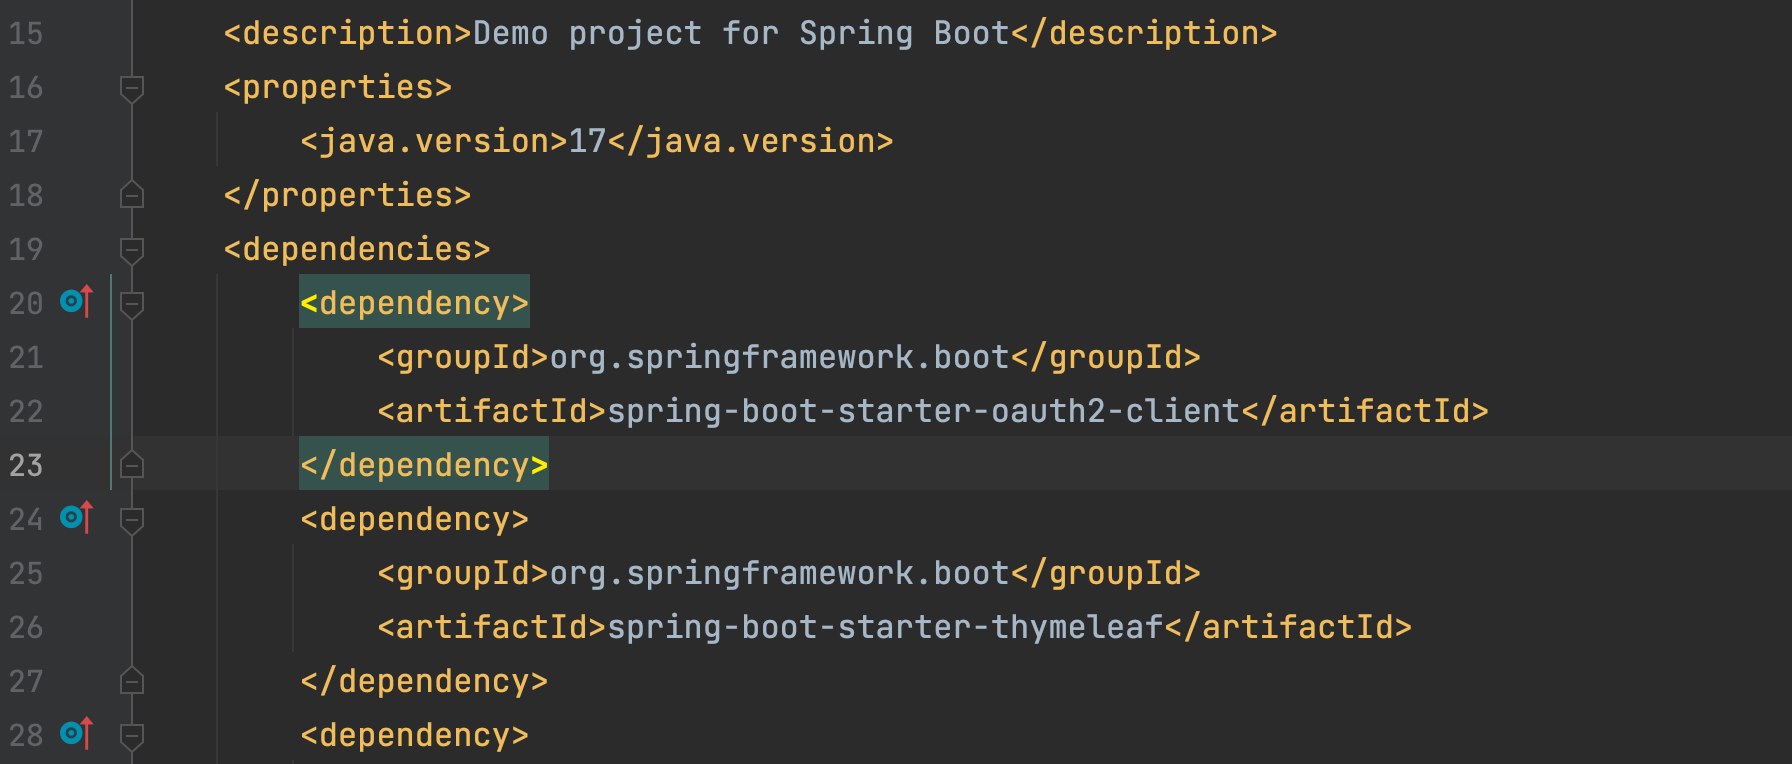 15 <description>Demo project for Spring Boot</description>
16 <properties>
17 <java.version>17</java.version>
18 </properties>
19 <dependencies>
20 <dependency>
21 <groupId>org.springframework.boot</groupId>
22 <artifactId>spring-boot-starter-oauth2-client</artifactId>
23 </dependency>
24 <dependency>
25 <groupId>org.springframework.boot</groupId>
26 <artifactId>spring-boot-starter-thymeleaf</artifactId>
27 </dependency>
28 <dependency>